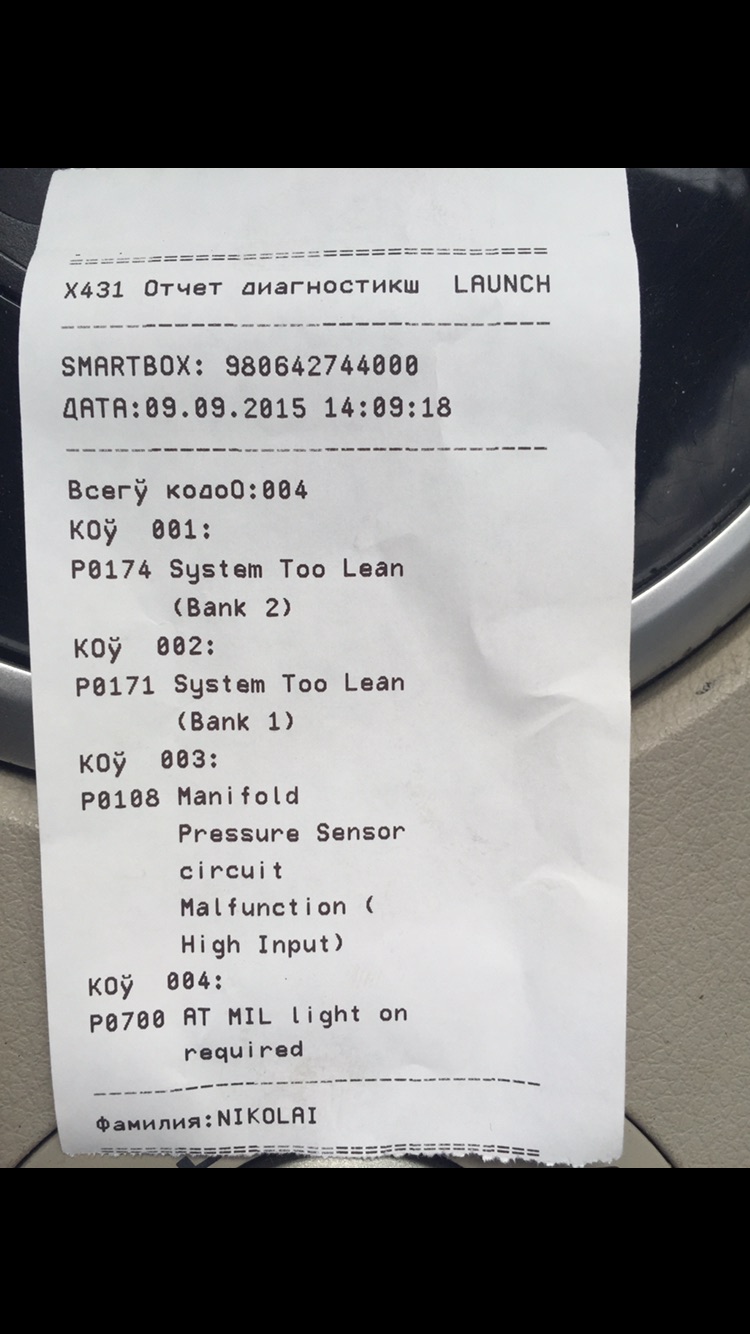 ================================
X431 Отчет диагностикш LAUNCH
--------------------------------
SMARTBOX: 980642744000
ДАТА:09.09.2015 14:09:18
--------------------------------
Всегў кодоО:004
КОў 001:
P0174 System Too Lean
(Bank 2)
КОў 002:
P0171 System Too Lean
(Bank 1)
КОў 003:
P0108 Manifold
Pressure Sensor
circuit
Malfunction (
High Input)
КОў 004:
P0700 AT MIL light on
required
--------------------------------
Фамилия:NIKOLAI
================================